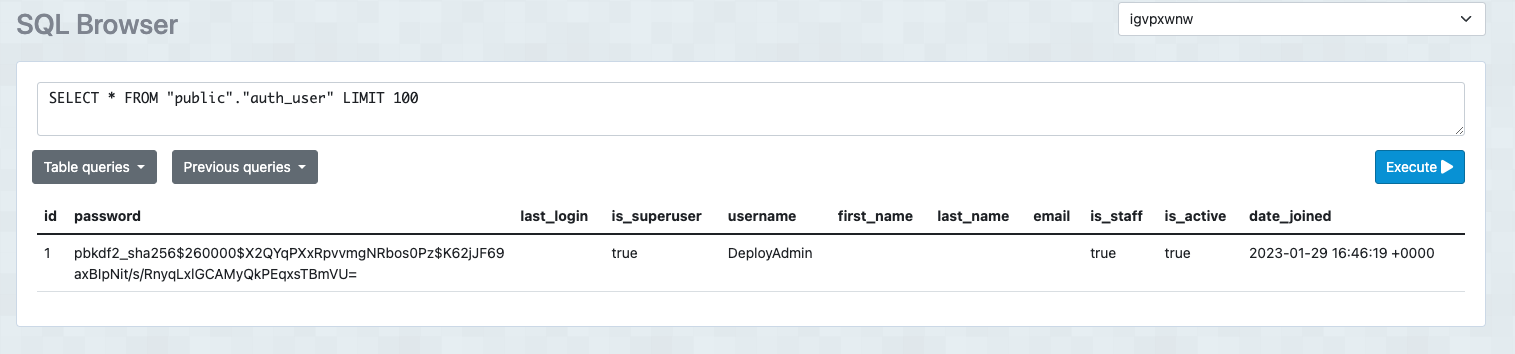 SQL Browser
igvpxwnw
SELECT * FROM "public"."auth_user" LIMIT 100
Table queries
Previous queries
Execute
id password last_login is_superuser username first_name last_name email is_staff is_active date_joined
1 pbkdf2_sha256$260000$X2QYqPXxRpvvmgNRbos0Pz$K62jJF69 true DeployAdmin true true 2023-01-29 16:46:19 +0000
axBlpNit/s/RnyqLxlGCAMyQkPEqxsTBmVU=